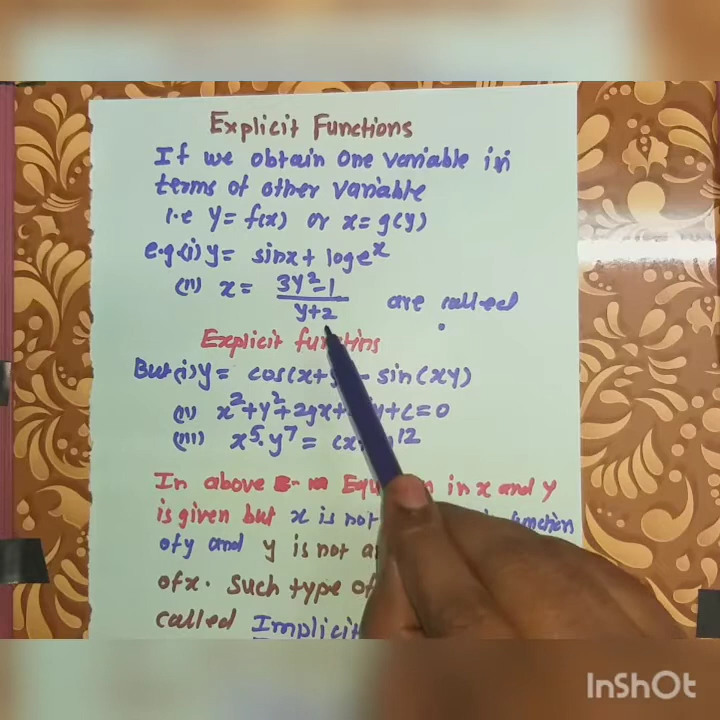 Explicit Functions
If we obtain one variable in
terms of other variable
i.e y= f(x) or x= g(y)
e.g (i) y= sinx + logeˣ
(ii) x= 3y²-1 / y+2 are called
Explicit
But (i) y= cos(x+ - sin(xy)
(ii) x²+y²+2gx+ y+c=0
(iii) x⁵.y⁷ = (x 12
In above in x and y
is given but x is not function
of y and y is not
of x. Such type of
called Implicit
InShOt